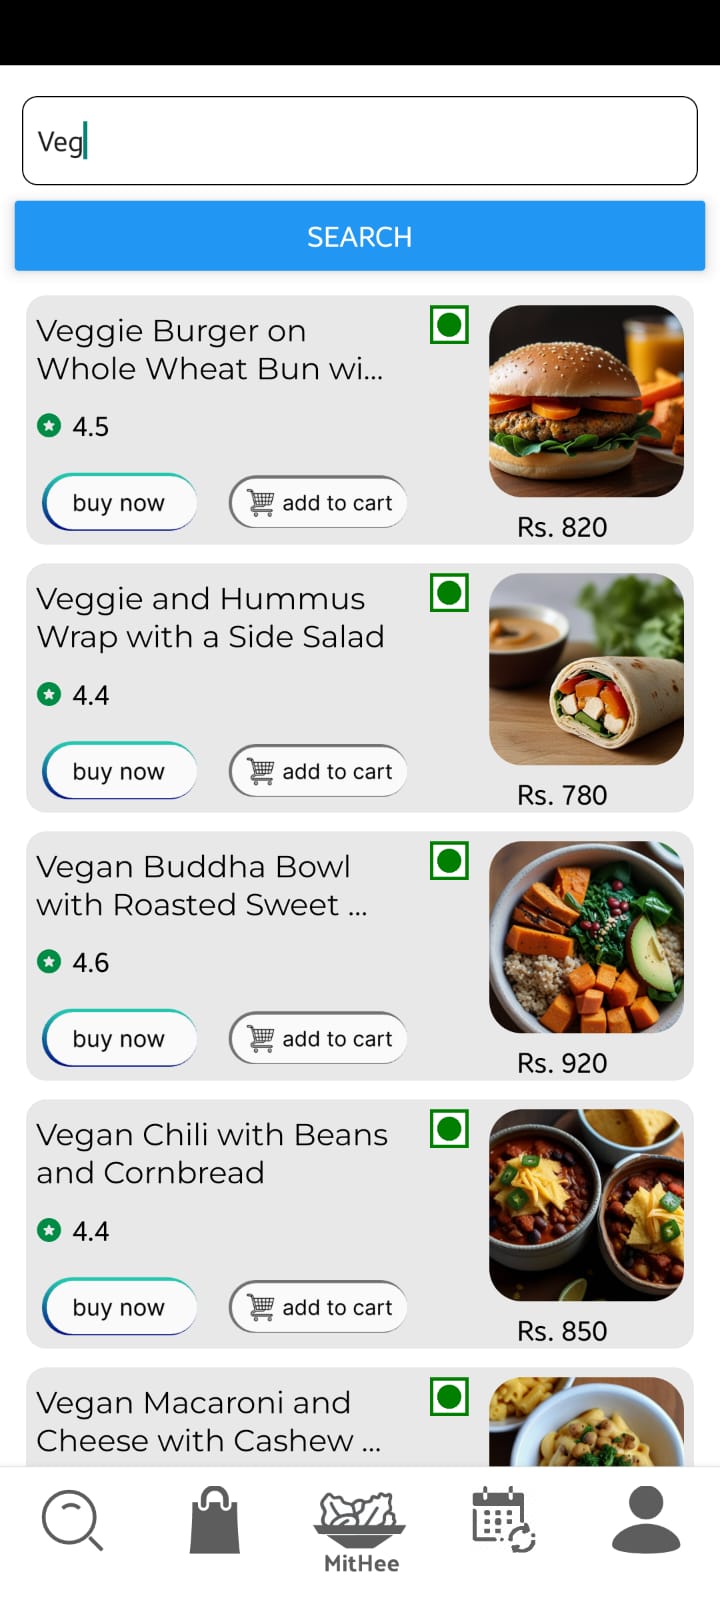 Veg
SEARCH
Veggie Burger on
Whole Wheat Bun wi...
4.5
buy now
add to cart
Rs. 820
Veggie and Hummus
Wrap with a Side Salad
4.4
buy now
add to cart
Rs. 780
Vegan Buddha Bowl
with Roasted Sweet ...
4.6
buy now
add to cart
Rs. 920
Vegan Chili with Beans
and Cornbread
4.4
buy now
add to cart
Rs. 850
Vegan Macaroni and
Cheese with Cashew ...
MitHee